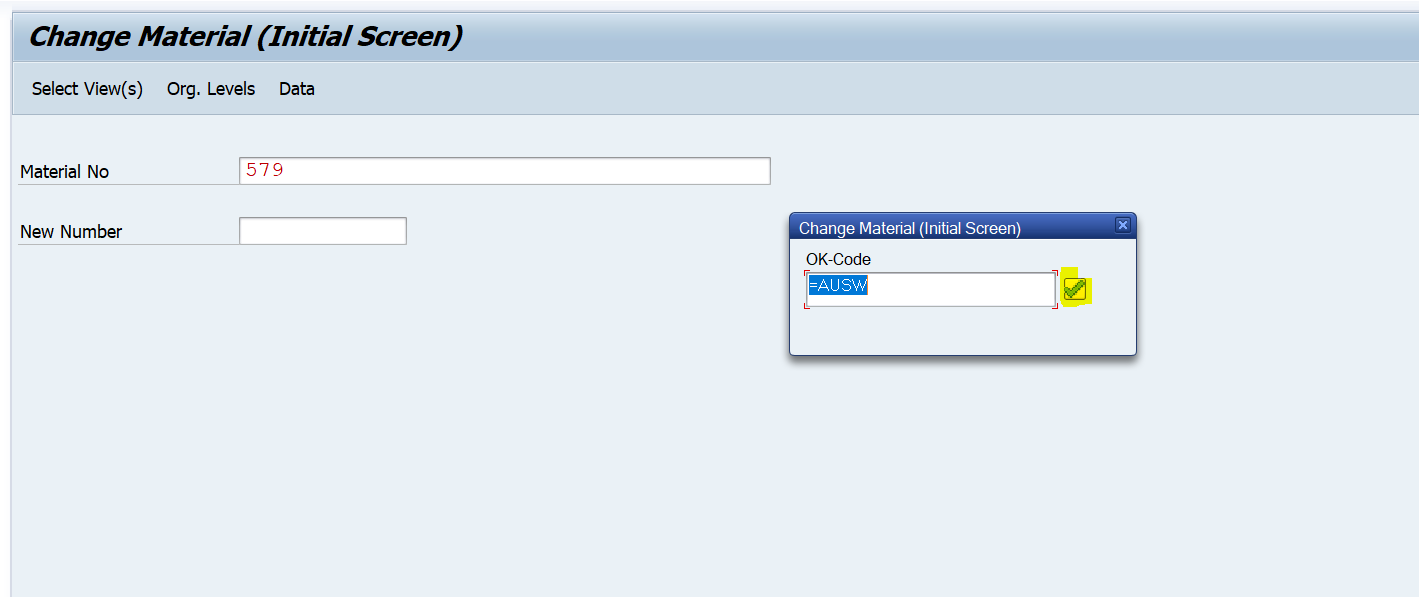 Change Material (Initial Screen)
Select View(s) Org. Levels Data
Material No 579
New Number
Change Material (Initial Screen)
OK-Code
=AUSW